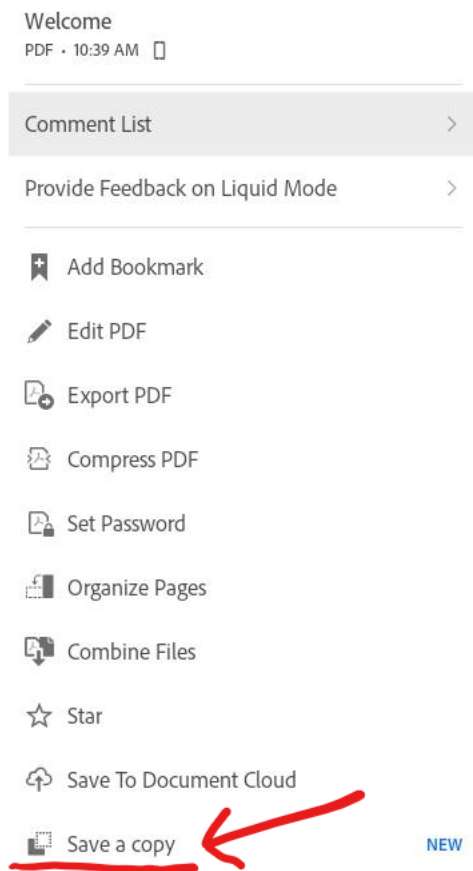 Welcome
PDF · 10:39 AM
Comment List
Provide Feedback on Liquid Mode
Add Bookmark
Edit PDF
Export PDF
Compress PDF
Set Password
Organize Pages
Combine Files
Star
Save To Document Cloud
Save a copy NEW